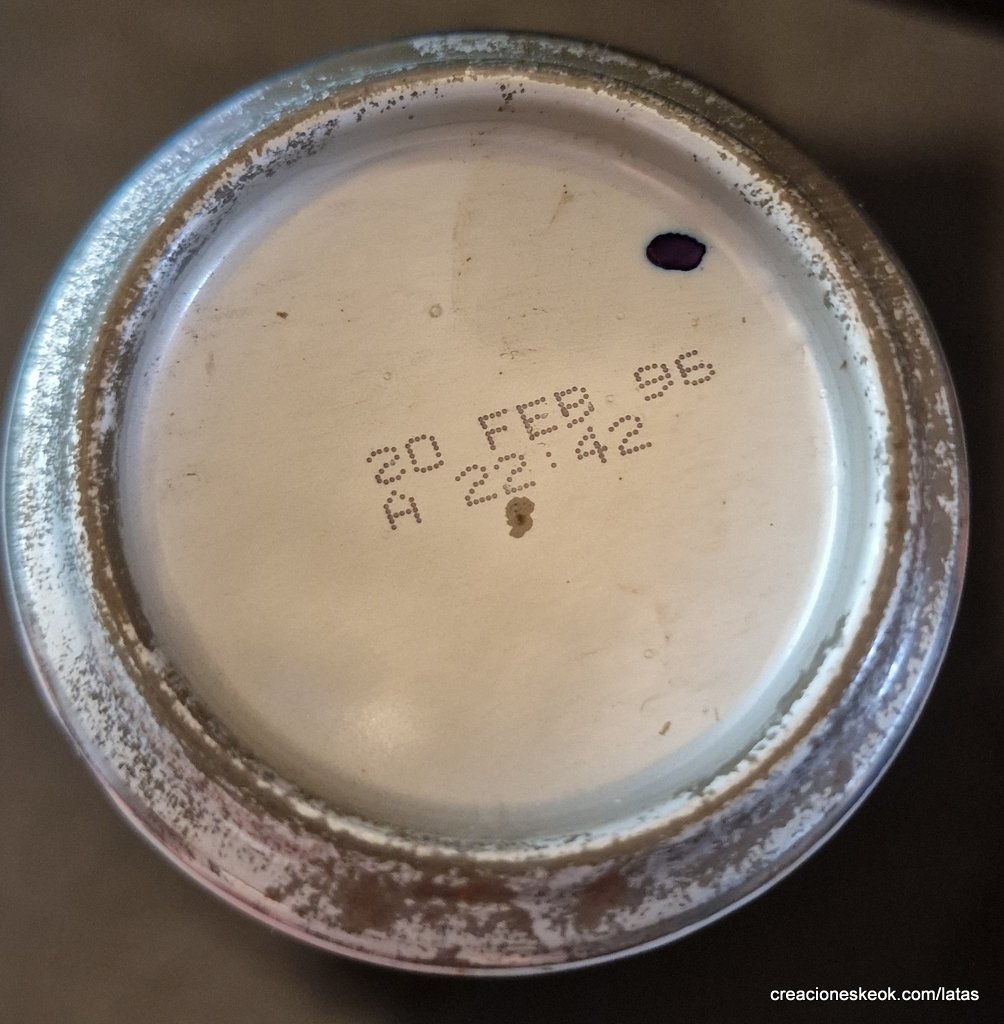 20 FEB 96
A 22:42
creacioneskeok.com/latas